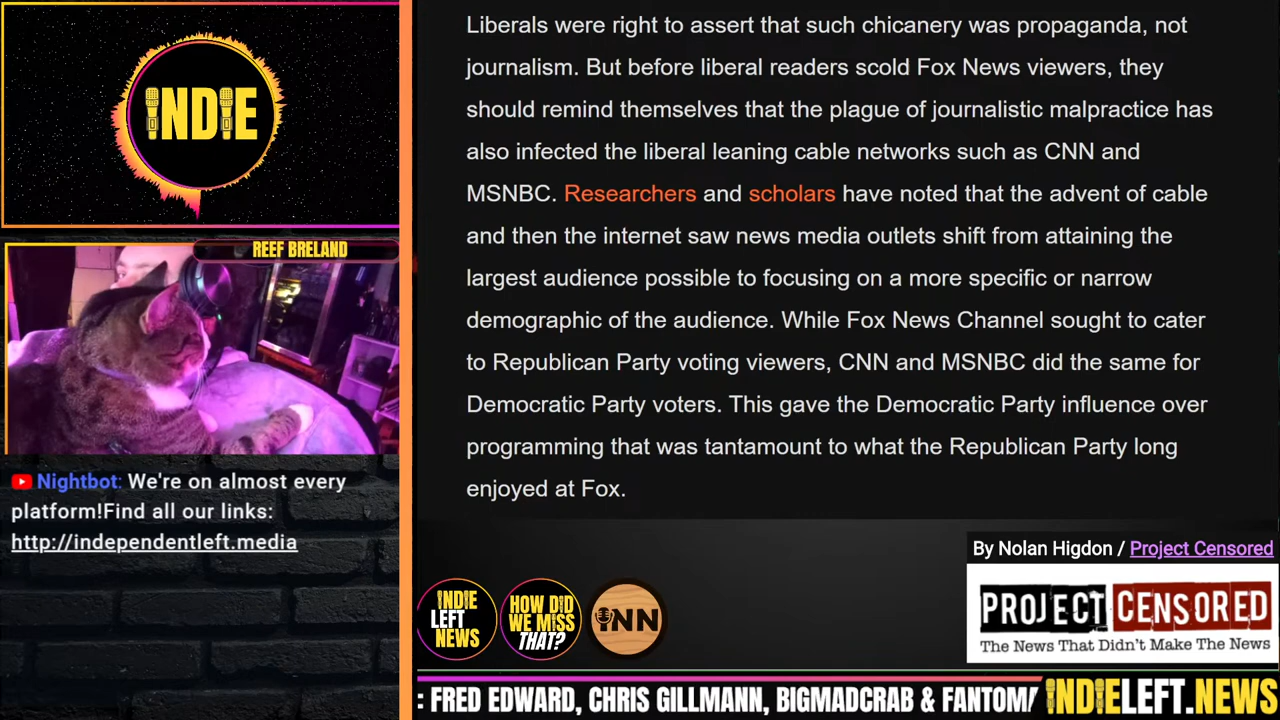 INDIE
REEF BRELAND
Nightbot: We're on almost every
platform!Find all our links:
http://independentleft.media
Liberals were right to assert that such chicanery was propaganda, not
journalism. But before liberal readers scold Fox News viewers, they
should remind themselves that the plague of journalistic malpractice has
also infected the liberal leaning cable networks such as CNN and
MSNBC. Researchers and scholars have noted that the advent of cable
and then the internet saw news media outlets shift from attaining the
largest audience possible to focusing on a more specific or narrow
demographic of the audience. While Fox News Channel sought to cater
to Republican Party voting viewers, CNN and MSNBC did the same for
Democratic Party voters. This gave the Democratic Party influence over
programming that was tantamount to what the Republican Party long
enjoyed at Fox.
By Nolan Higdon / Project Censored
PROJECT CENSORED
The News That Didn't Make The News
INDIE
LEFT
NEWS
HOW DID
WE MISS
THAT?
INN
: FRED EDWARD, CHRIS GILLMANN, BIGMADCRAB & FANTOMA
INDIELEFT.NEWS